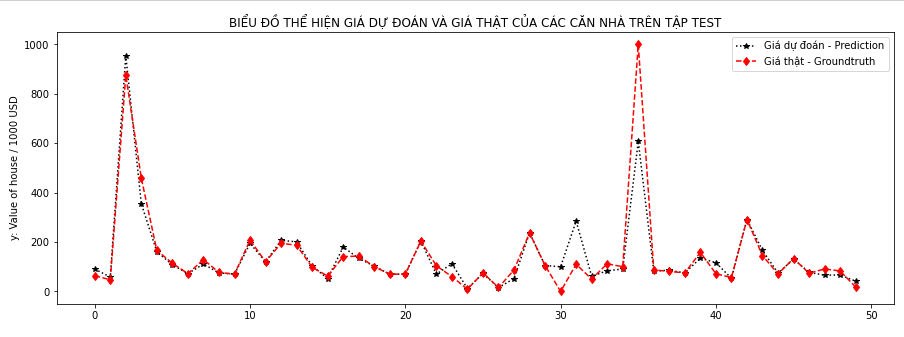 BIỂU ĐỒ THỂ HIỆN GIÁ DỰ ĐOÁN VÀ GIÁ THẬT CỦA CÁC CĂN NHÀ TRÊN TẬP TEST
Giá dự đoán - Prediction
Giá thật - Groundtruth
y: Value of house / 1000 USD
1000
800
600
400
200
0
0 10 20 30 40 50